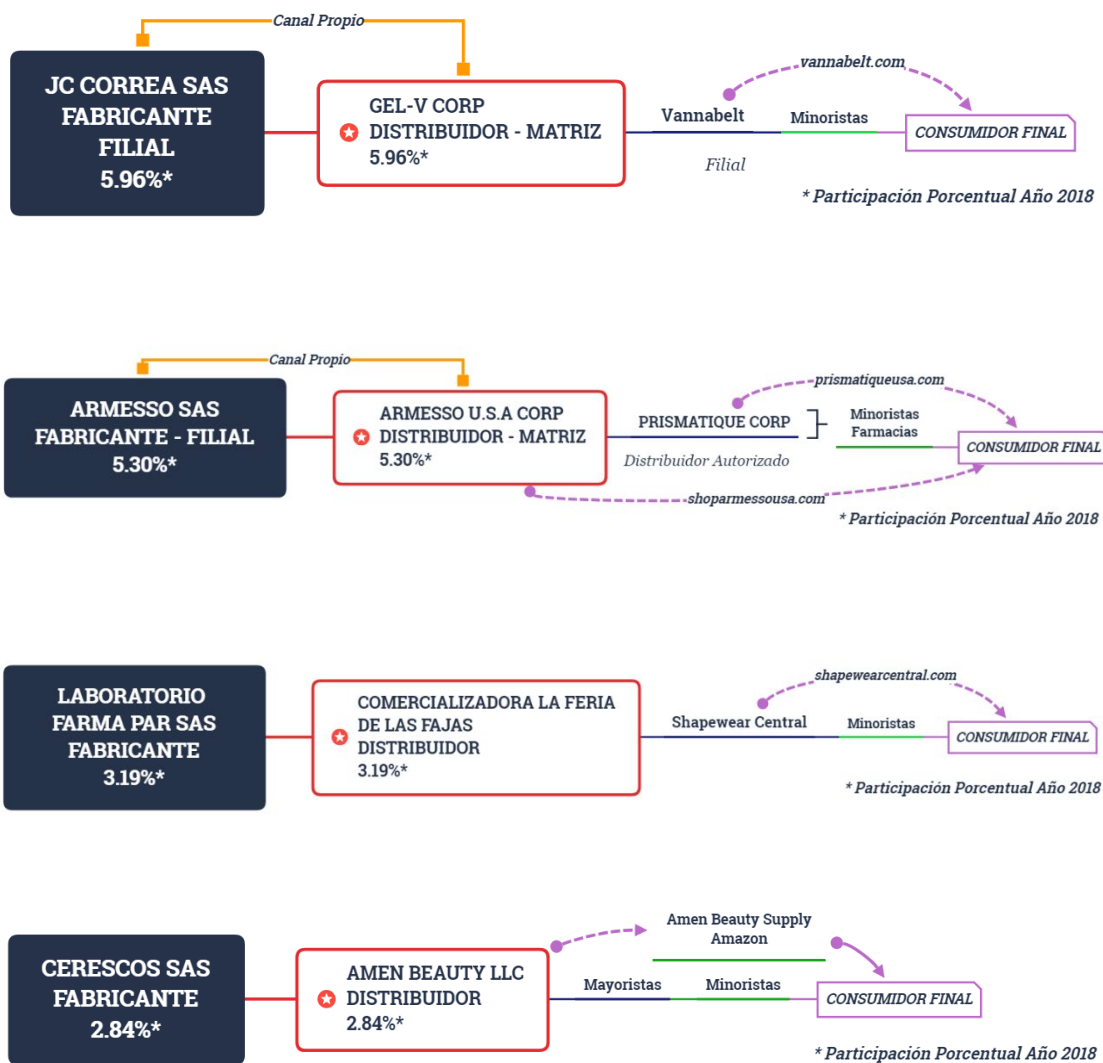 Canal Propio
JC CORREA SAS
FABRICANTE
FILIAL
5.96%*
GEL-V CORP
DISTRIBUIDOR - MATRIZ
5.96%*
vannabelt.com
Vannabelt
Filial
Minoristas
CONSUMIDOR FINAL
* Participación Porcentual Año 2018
Canal Propio
ARMESSO SAS
FABRICANTE - FILIAL
5.30%*
ARMESSO U.S.A CORP
DISTRIBUIDOR - MATRIZ
5.30%*
prismatiqueusa.com
PRISMATIQUE CORP
Distribuidor Autorizado
Minoristas
Farmacias
CONSUMIDOR FINAL
shoparmessousa.com
* Participación Porcentual Año 2018
LABORATORIO
FARMA PAR SAS
FABRICANTE
3.19%*
COMERCIALIZADORA LA FERIA
DE LAS FAJAS
DISTRIBUIDOR
3.19%*
shapewearcentral.com
Shapewear Central
Minoristas
CONSUMIDOR FINAL
* Participación Porcentual Año 2018
CERESCOS SAS
FABRICANTE
2.84%*
AMEN BEAUTY LLC
DISTRIBUIDOR
2.84%*
Amen Beauty Supply
Amazon
Mayoristas
Minoristas
CONSUMIDOR FINAL
* Participación Porcentual Año 2018